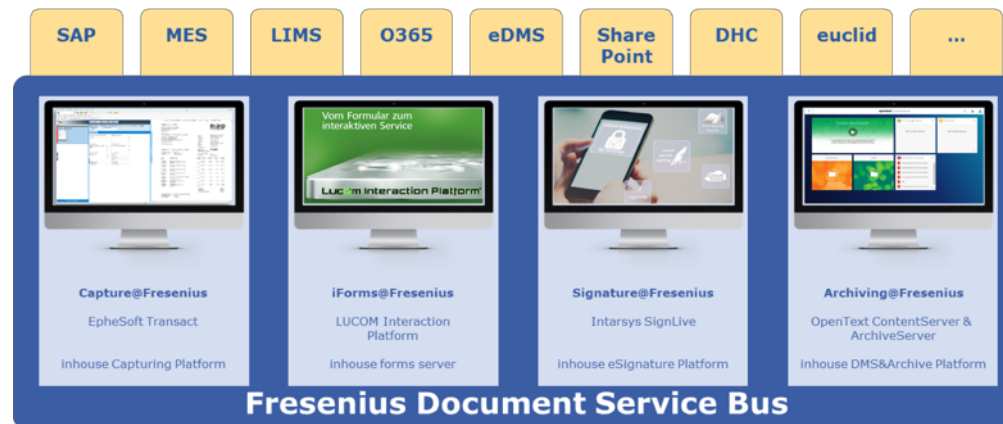 SAP
MES
LIMS
O365
eDMS
Share
Point
DHC
euclid
...
Vom Formular zum
interaktiven Service
Lucom Interaction Platform
Capture@Fresenius
EpheSoft Transact
inhouse Capturing Platform
iForms@Fresenius
LUCOM Interaction
Platform
inhouse forms server
Signature@Fresenius
Intarsys SignLive
inhouse eSignature Platform
Archiving@Fresenius
OpenText ContentServer &
ArchiveServer
inhouse DMS&Archive Platform
Fresenius Document Service Bus